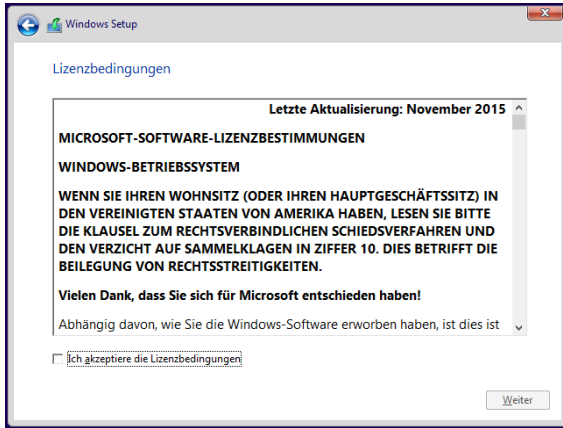 Windows Setup
Lizenzbedingungen
Letzte Aktualisierung: November 2015
MICROSOFT-SOFTWARE-LIZENZBESTIMMUNGEN
WINDOWS-BETRIEBSSYSTEM
WENN SIE IHREN WOHNSITZ (ODER IHREN HAUPTGESCHÄFTSSITZ) IN
DEN VEREINIGTEN STAATEN VON AMERIKA HABEN, LESEN SIE BITTE
DIE KLAUSEL ZUM RECHTSVERBINDLICHEN SCHIEDSVERFAHREN UND
DEN VERZICHT AUF SAMMELKLAGEN IN ZIFFER 10. DIES BETRIFFT DIE
BEILEGUNG VON RECHTSSTREITIGKEITEN.
Vielen Dank, dass Sie sich für Microsoft entschieden haben!
Abhängig davon, wie Sie die Windows-Software erworben haben, ist dies ist
Ich akzeptiere die Lizenzbedingungen
Weiter